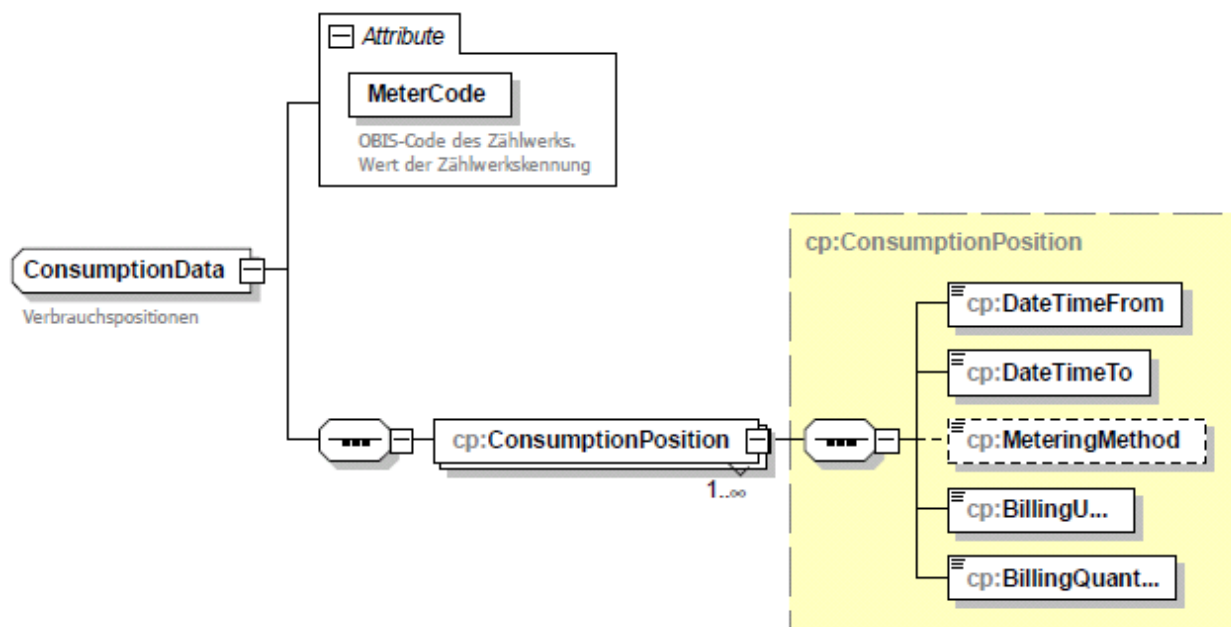 Attribute
MeterCode
OBIS-Code des Zählwerks.
Wert der Zählwerkskennung
ConsumptionData
Verbrauchspositionen
cp:ConsumptionPosition
1..∞
cp:ConsumptionPosition
cp:DateTimeFrom
cp:DateTimeTo
cp:MeteringMethod
cp:BillingU...
cp:BillingQuant...